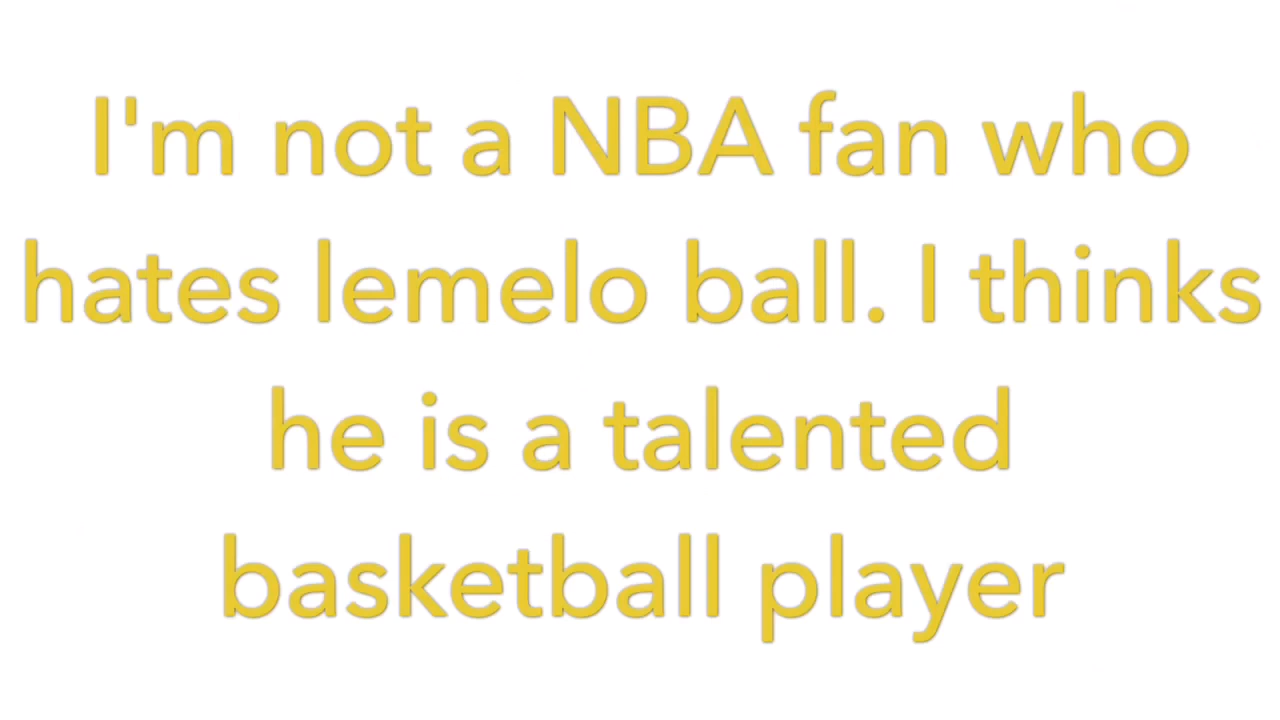 I'm not a NBA fan who
hates lemelo ball. I thinks
he is a talented
basketball player